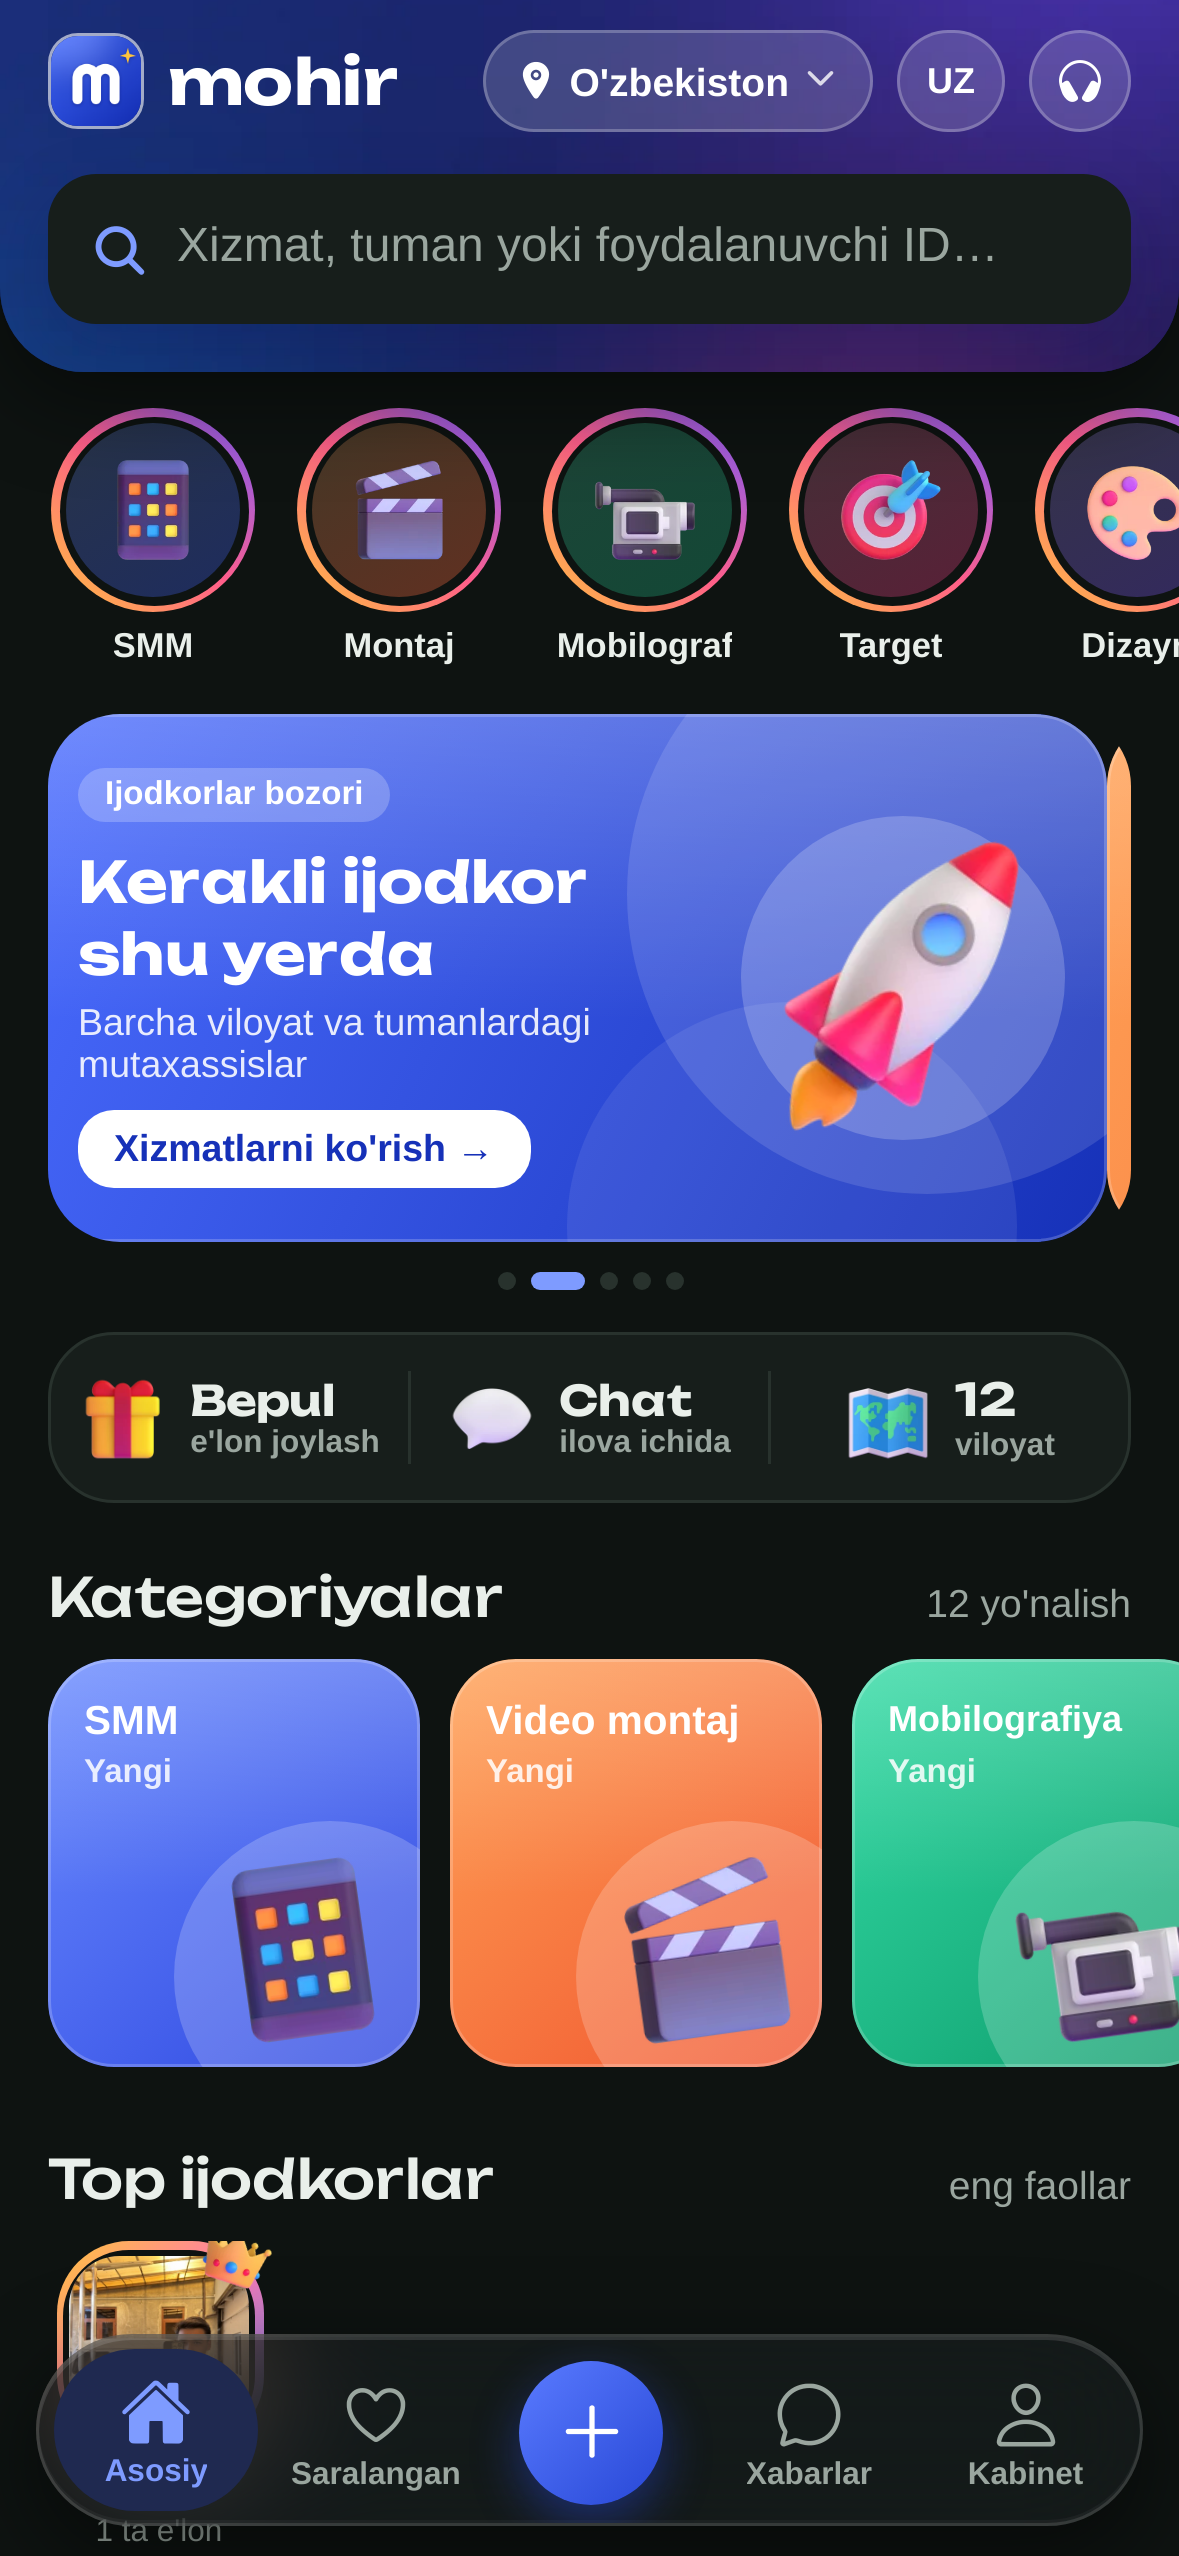 m mohir
O'zbekiston
UZ
Xizmat, tuman yoki foydalanuvchi ID...
SMM
Montaj
Mobilograf
Target
Ijodkorlar bozori
Kerakli ijodkor
shu yerda
Barcha viloyat va tumanlardagi
mutaxassislar
Xizmatlarni ko'rish →
Bepul
e'lon joylash
Chat
ilova ichida
12
viloyat
Kategoriyalar
12 yo'nalish
SMM
Yangi
Video montaj
Yangi
Mobilografiya
Yangi
Top ijodkorlar
eng faollar
Asosiy
Saralangan
Xabarlar
Kabinet
1 ta e'lon